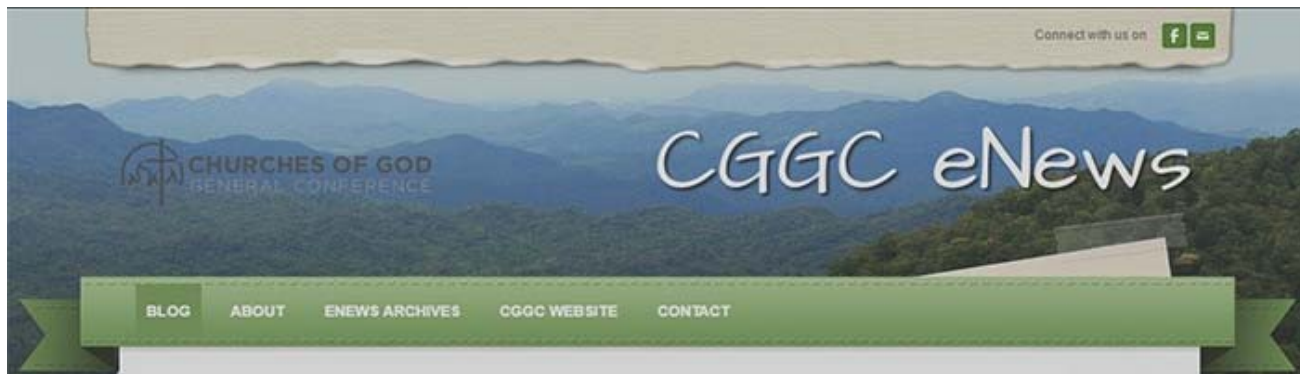 Connect with us on
CHURCHES OF GOD
GENERAL CONFERENCE
CGGC eNews
BLOG ABOUT ENEWS ARCHIVES CGGC WEBSITE CONTACT